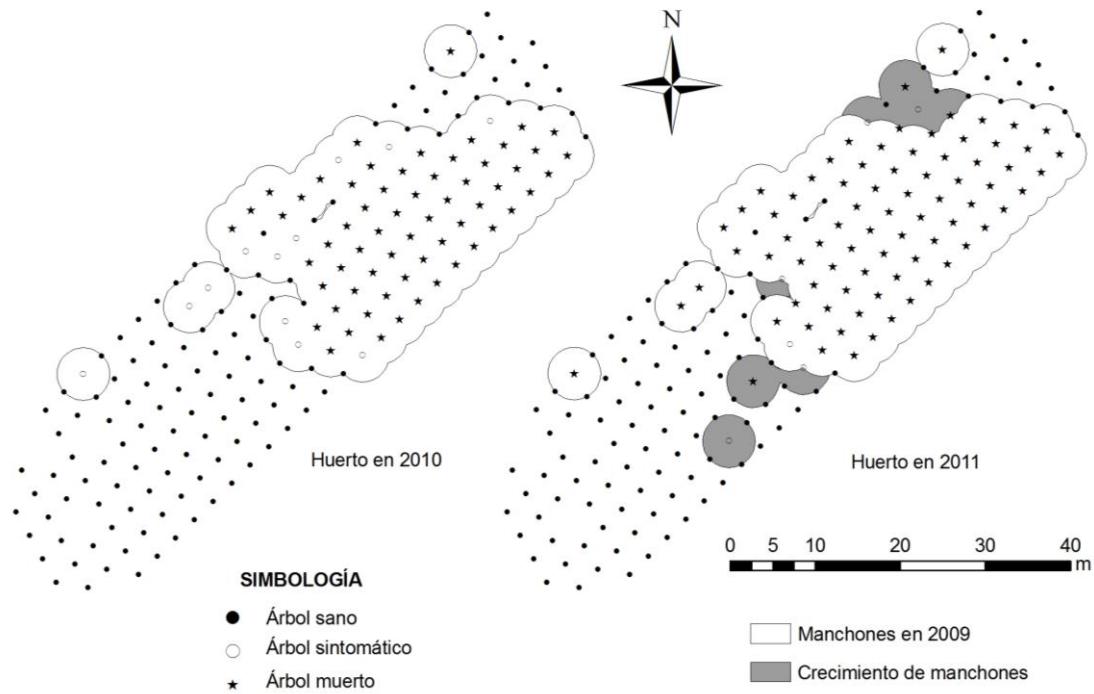 N
Huerto en 2010
Huerto en 2011
0 5 10 20 30 40
m
SIMBOLOGÍA
Árbol sano
Árbol sintomático
Árbol muerto
Manchones en 2009
Crecimiento de manchones